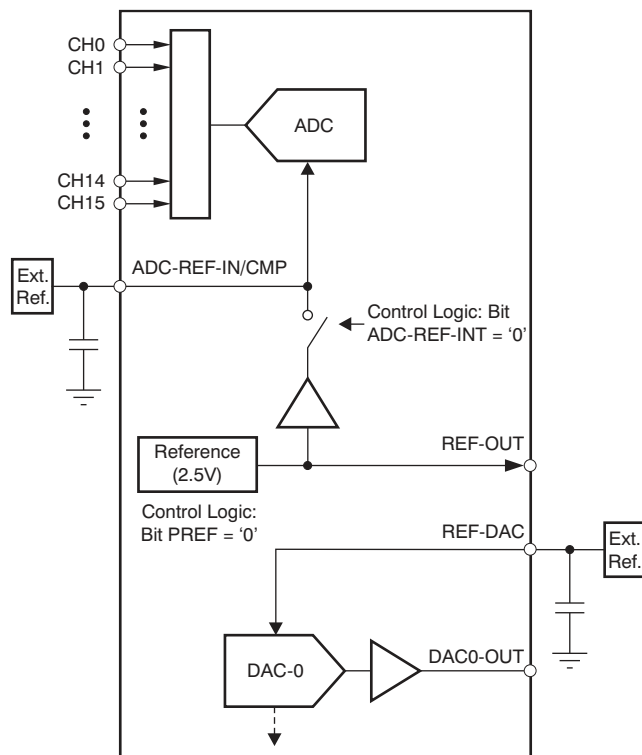 CH0
CH1
ADC
CH14
CH15
ADC-REF-IN/CMP
Ext.
Ref.
Control Logic: Bit
ADC-REF-INT = ‘0’
Reference
(2.5V)
REF-OUT
Control Logic:
Bit PREF = ‘0’
REF-DAC
Ext.
Ref.
DAC-0
DAC0-OUT